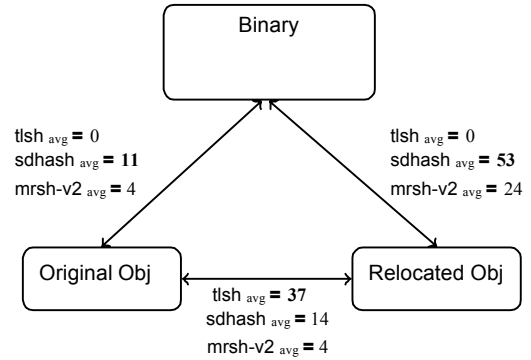 Binary
tlsh avg = 0
sdhash avg = 11
mrsh-v2 avg = 4
tlsh avg = 0
sdhash avg = 53
mrsh-v2 avg = 24
Original Obj
Relocated Obj
tlsh avg = 37
sdhash avg = 14
mrsh-v2 avg = 4